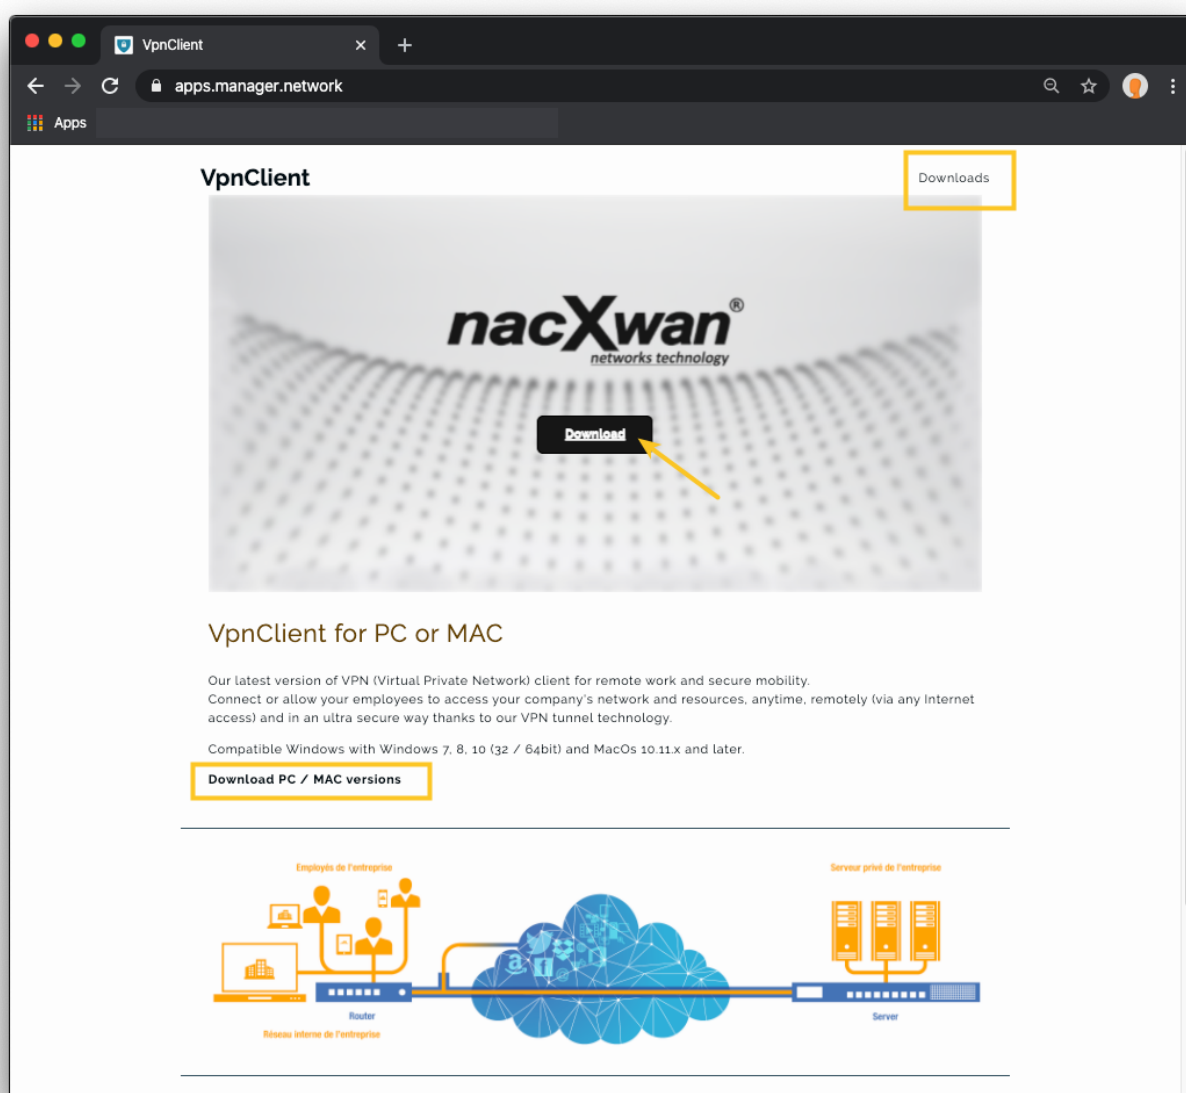 VpnClient
apps.manager.network
Apps
VpnClient
Downloads
nacXwan®
networks technology
Download
VpnClient for PC or MAC
Our latest version of VPN (Virtual Private Network) client for remote work and secure mobility.
Connect or allow your employees to access your company's network and resources, anytime, remotely (via any Internet
access) and in an ultra secure way thanks to our VPN tunnel technology.
Compatible Windows with Windows 7, 8, 10 (32 / 64bit) and MacOs 10.11.x and later.
Download PC / MAC versions
Employés de l'entreprise
Serveur privé de l'entreprise
Router
Server
Réseau interne de l'entreprise